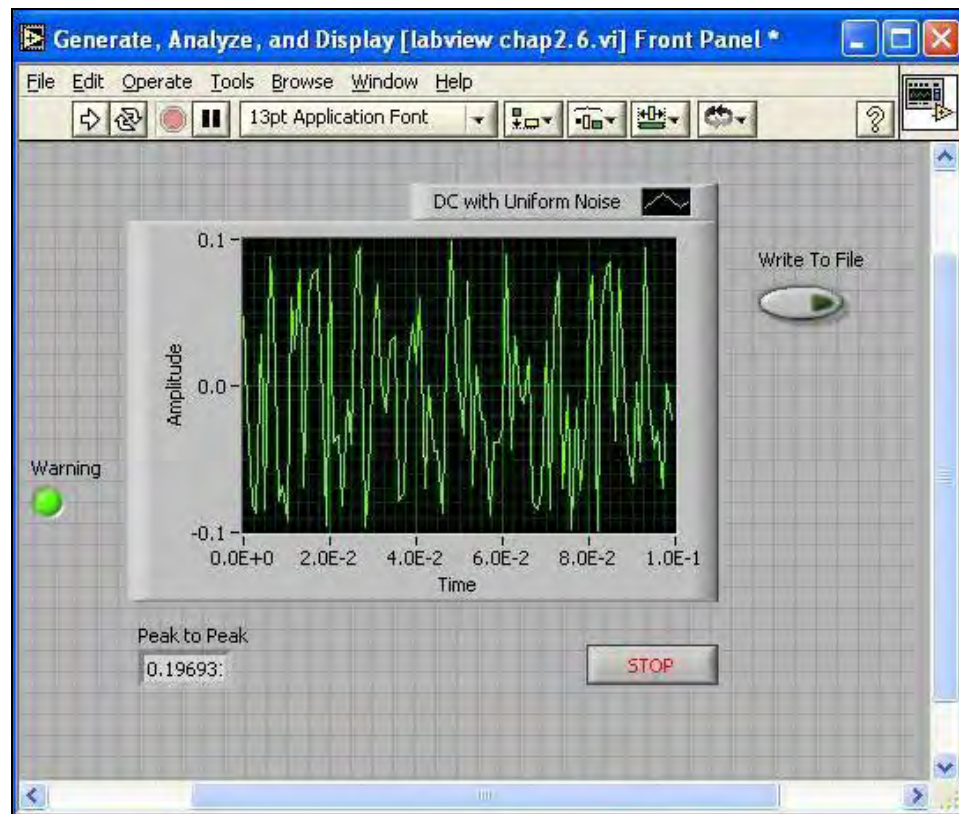 Generate, Analyze, and Display [labview chap2.6.vi] Front Panel *
File Edit Operate Tools Browse Window Help
13pt Application Font
?
DC with Uniform Noise
Write To File
0.1
0.0
-0.1
Amplitude
0.0E+0 2.0E-2 4.0E-2 6.0E-2 8.0E-2 1.0E-1
Time
Warning
Peak to Peak
0.19693
STOP